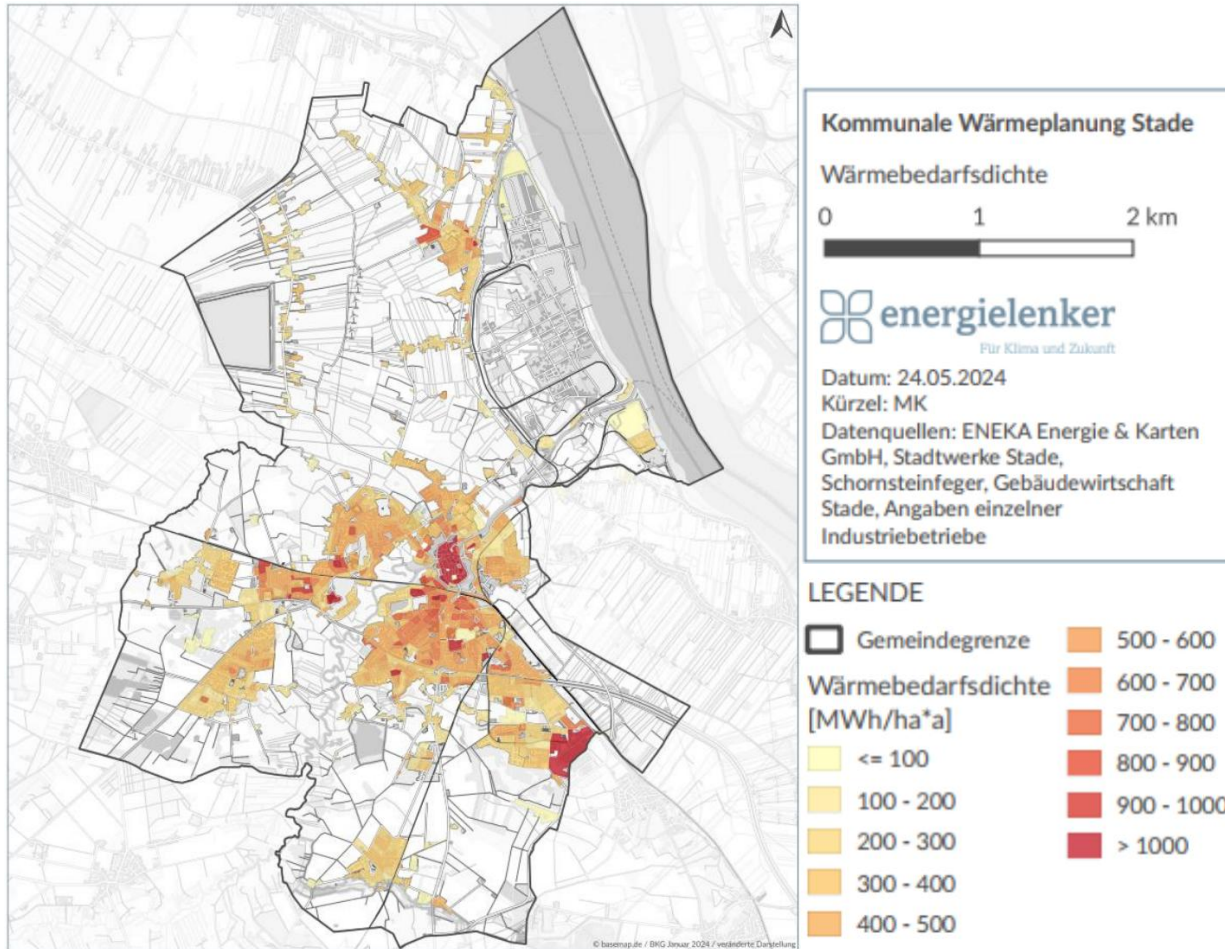 Kommunale Wärmeplanung Stade
Wärmebedarfsdichte
0 1 2 km
energielenker
Für Klima und Zukunft
Datum: 24.05.2024
Kürzel: MK
Datenquellen: ENEKA Energie & Karten
GmbH, Stadtwerke Stade,
Schornsteinfeger, Gebäudewirtschaft
Stade, Angaben einzelner
Industriebetriebe
LEGENDE
Gemeindegrenze
Wärmebedarfsdichte
[MWh/ha*a]
<= 100
100 - 200
200 - 300
300 - 400
400 - 500
500 - 600
600 - 700
700 - 800
800 - 900
900 - 1000
> 1000
© basemap.de / BKG Januar 2024 / veränderte Darstellung